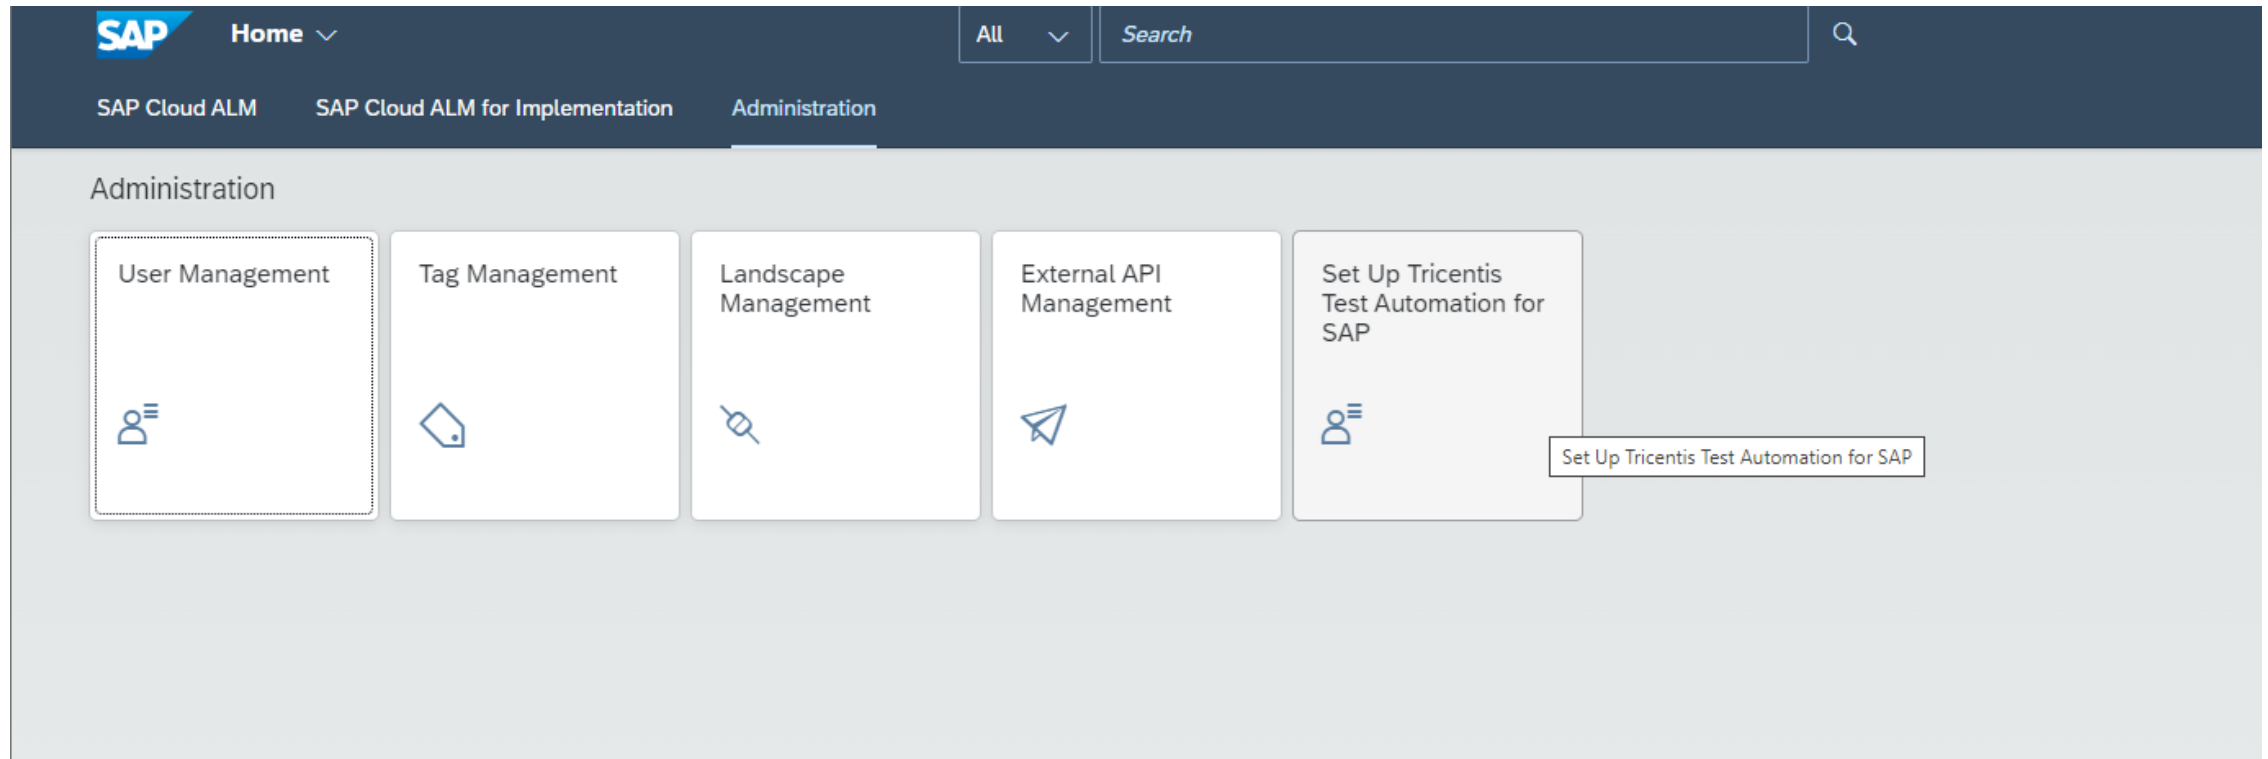 SAP Home All Search
SAP Cloud ALM SAP Cloud ALM for Implementation Administration
Administration
User Management
Tag Management
Landscape
Management
External API
Management
Set Up Tricentis
Test Automation for
SAP
Set Up Tricentis Test Automation for SAP